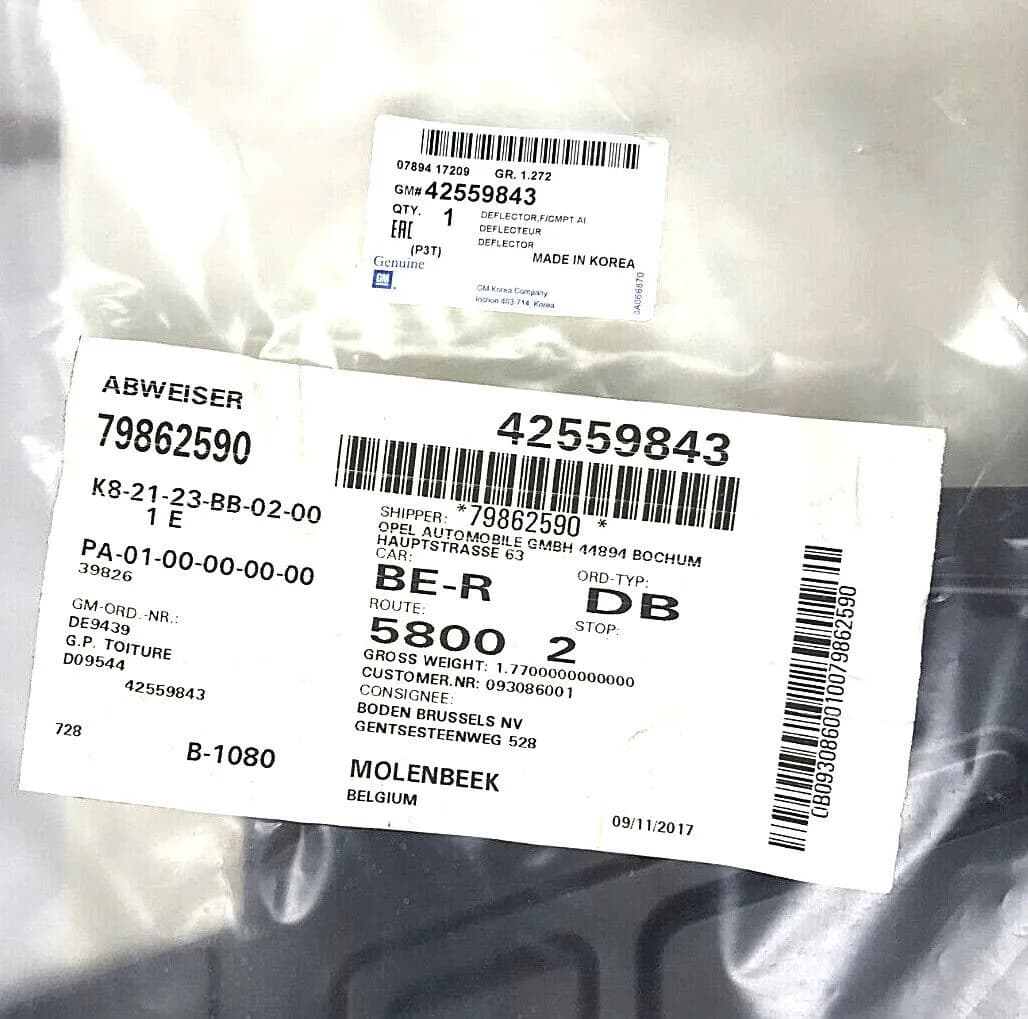 07894 17209 GR. 1.272
GM# 42559843
QTY. 1 DEFLECTOR,F/CMPT AI
EAC DEFLECTEUR
(P3T) DEFLECTOR
MADE IN KOREA
Genuine
GM
GM Korea Company
Inchon 403-714, Korea
3A066870
ABWEISER
79862590
K8-21-23-BB-02-00
1 E
PA-01-00-00-00-00
39826
GM-ORD.-NR.:
DE9439
G.P. TOITURE
D09544
42559843
728
B-1080
42559843
SHIPPER: *79862590 *
OPEL AUTOMOBILE GMBH 44894 BOCHUM
HAUPTSTRASSE 63
CAR: ORD-TYP:
BE-R DB
ROUTE: STOP:
5800 2
GROSS WEIGHT: 1.7700000000000
CUSTOMER.NR: 093086001
CONSIGNEE:
BODEN BRUSSELS NV
GENTSESTEENWEG 528
MOLENBEEK
BELGIUM
09/11/2017
0B0930860010079862590